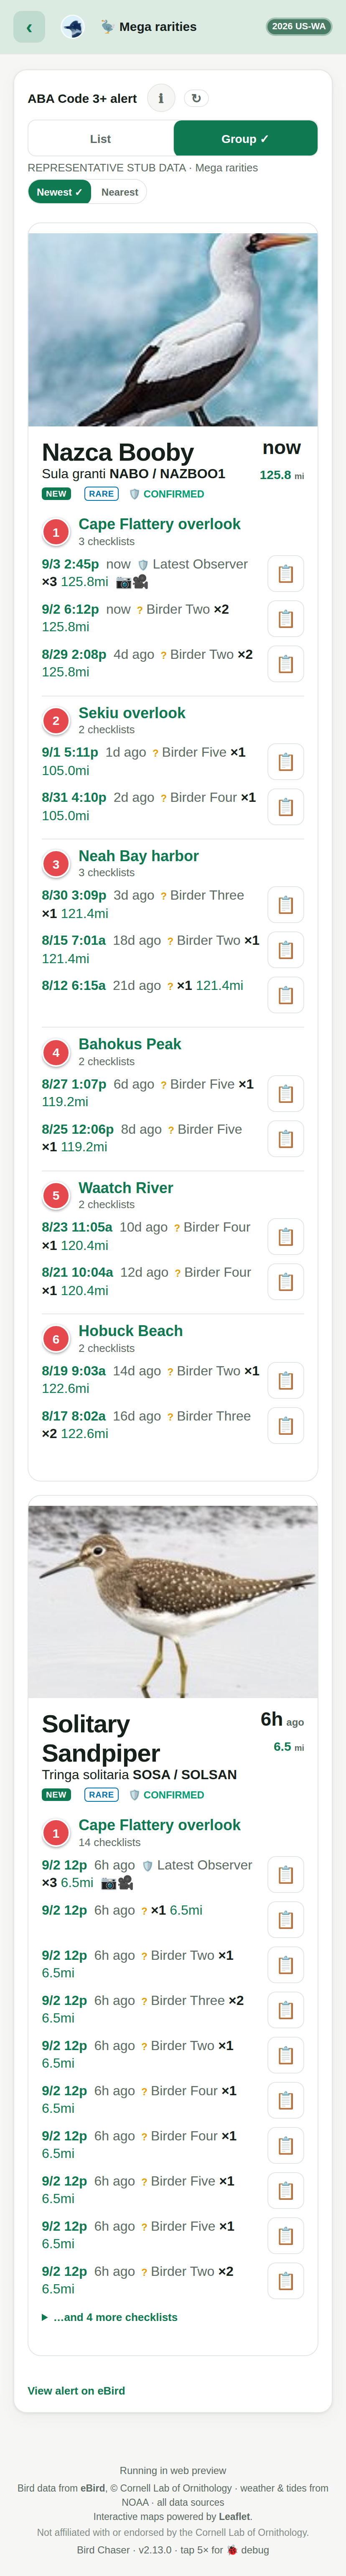 ‹ 🦆 Mega rarities 2026 US-WA
ABA Code 3+ alert ℹ ↻
List Group ✓
REPRESENTATIVE STUB DATA · Mega rarities
Newest ✓ Nearest
Nazca Booby now
Sula granti NABO / NAZBOO1 125.8 mi
NEW RARE 🛡️ CONFIRMED
1 Cape Flattery overlook
3 checklists
9/3 2:45p now 🛡️ Latest Observer
×3 125.8mi 📷🎥 📋
9/2 6:12p now ? Birder Two ×2
125.8mi 📋
8/29 2:08p 4d ago ? Birder Two ×2
125.8mi 📋
2 Sekiu overlook
2 checklists
9/1 5:11p 1d ago ? Birder Five ×1
105.0mi 📋
8/31 4:10p 2d ago ? Birder Four ×1
105.0mi 📋
3 Neah Bay harbor
3 checklists
8/30 3:09p 3d ago ? Birder Three
×1 121.4mi 📋
8/15 7:01a 18d ago ? Birder Two ×1
121.4mi 📋
8/12 6:15a 21d ago ? ×1 121.4mi 📋
4 Bahokus Peak
2 checklists
8/27 1:07p 6d ago ? Birder Five ×1
119.2mi 📋
8/25 12:06p 8d ago ? Birder Five
×1 119.2mi 📋
5 Waatch River
2 checklists
8/23 11:05a 10d ago ? Birder Four
×1 120.4mi 📋
8/21 10:04a 12d ago ? Birder Four
×1 120.4mi 📋
6 Hobuck Beach
2 checklists
8/19 9:03a 14d ago ? Birder Two ×1
122.6mi 📋
8/17 8:02a 16d ago ? Birder Three
×2 122.6mi 📋
Solitary 6h ago
Sandpiper 6.5 mi
Tringa solitaria SOSA / SOLSAN
NEW RARE 🛡️ CONFIRMED
1 Cape Flattery overlook
14 checklists
9/2 12p 6h ago 🛡️ Latest Observer
×3 6.5mi 📷🎥 📋
9/2 12p 6h ago ? ×1 6.5mi 📋
9/2 12p 6h ago ? Birder Two ×1
6.5mi 📋
9/2 12p 6h ago ? Birder Three ×2
6.5mi 📋
9/2 12p 6h ago ? Birder Two ×1
6.5mi 📋
9/2 12p 6h ago ? Birder Four ×1
6.5mi 📋
9/2 12p 6h ago ? Birder Four ×1
6.5mi 📋
9/2 12p 6h ago ? Birder Five ×1
6.5mi 📋
9/2 12p 6h ago ? Birder Five ×1
6.5mi 📋
9/2 12p 6h ago ? Birder Two ×2
6.5mi 📋
▶ …and 4 more checklists
View alert on eBird
Running in web preview
Bird data from eBird, © Cornell Lab of Ornithology · weather & tides from
NOAA · all data sources
Interactive maps powered by Leaflet.
Not affiliated with or endorsed by the Cornell Lab of Ornithology.
Bird Chaser · v2.13.0 · tap 5× for 🐞 debug